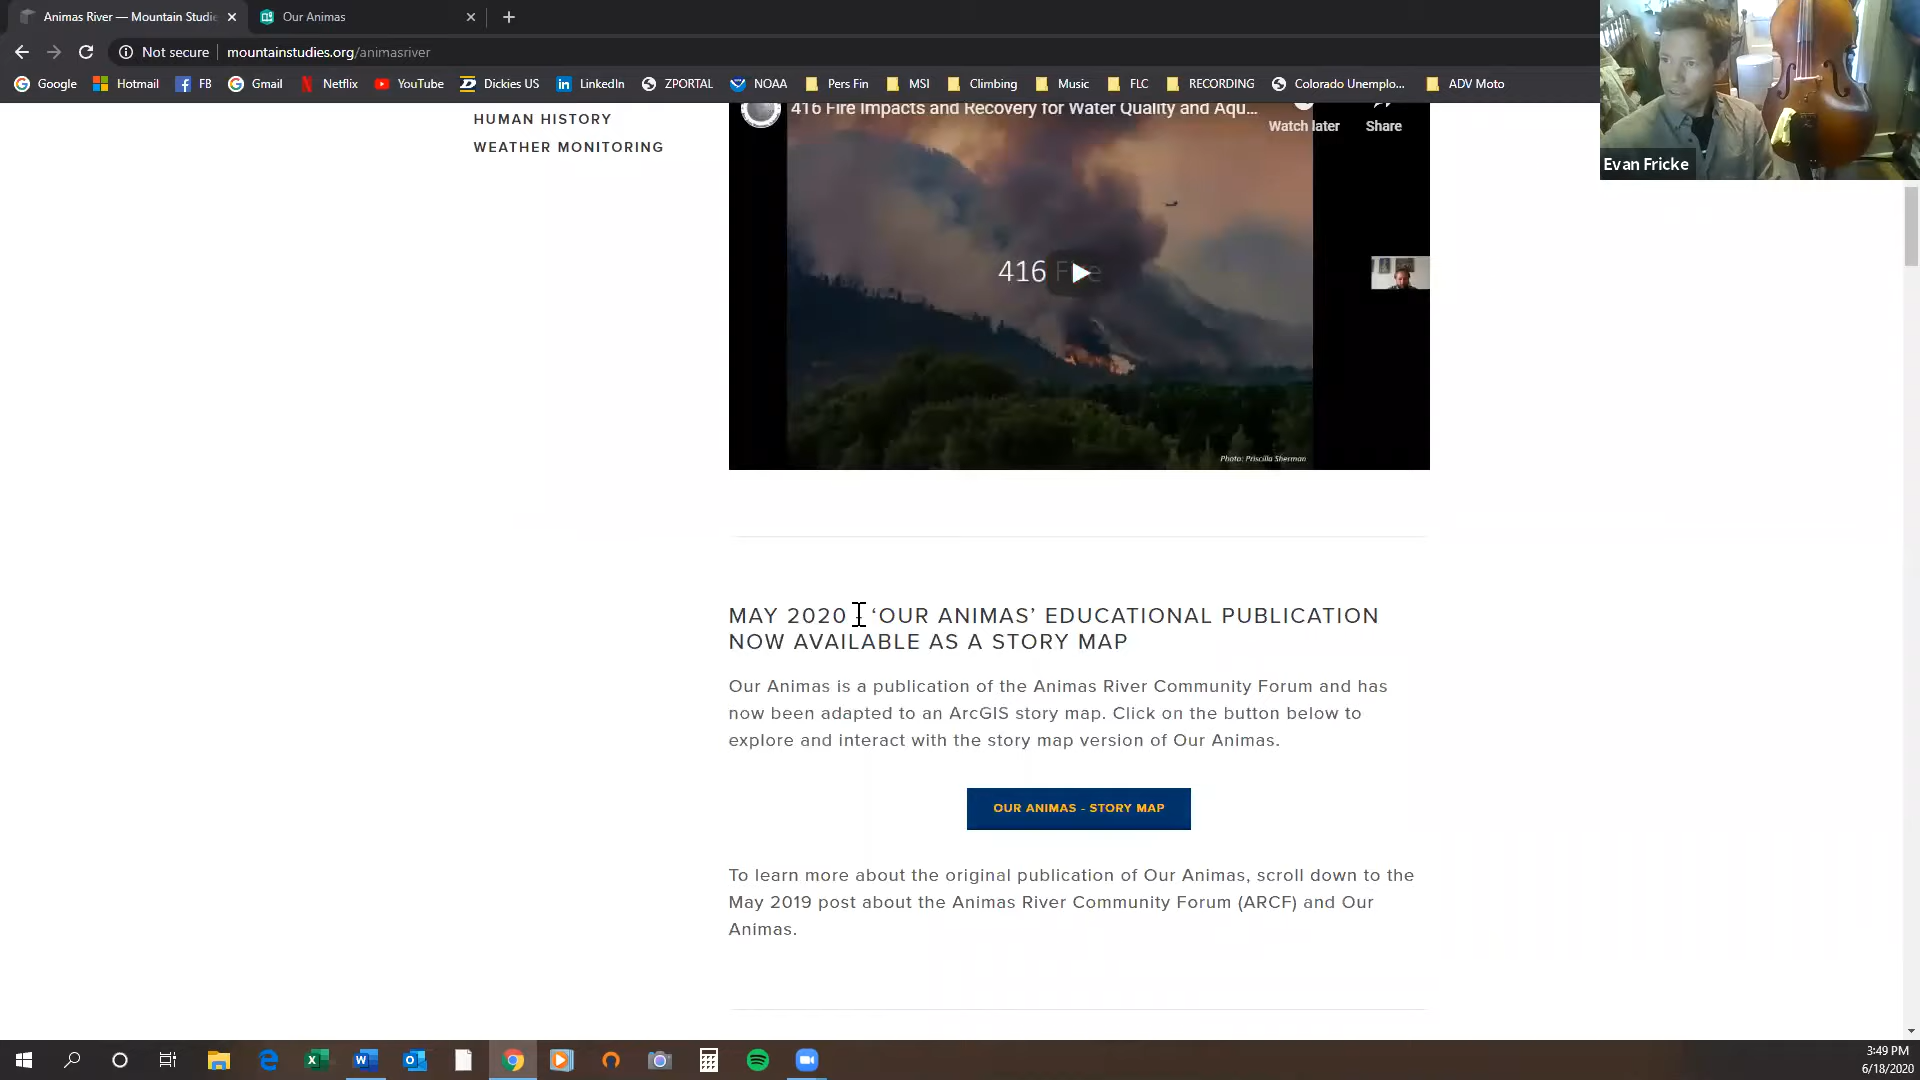 Animas River — Mountain Studie
Our Animas
Not secure
mountainstudies.org/animasriver
Google
Hotmail
FB
Gmail
Netflix
YouTube
Dickies US
LinkedIn
ZPORTAL
NOAA
Pers Fin
MSI
Climbing
Music
FLC
RECORDING
Colorado Unemplo...
ADV Moto
Evan Fricke
HUMAN HISTORY
WEATHER MONITORING
416 Fire Impacts and Recovery for Water Quality and Aqu...
Watch later
Share
416 Fire
Photo: Priscilla Sherman
MAY 2020 - ‘OUR ANIMAS’ EDUCATIONAL PUBLICATION
NOW AVAILABLE AS A STORY MAP
Our Animas is a publication of the Animas River Community Forum and has
now been adapted to an ArcGIS story map. Click on the button below to
explore and interact with the story map version of Our Animas.
OUR ANIMAS - STORY MAP
To learn more about the original publication of Our Animas, scroll down to the
May 2019 post about the Animas River Community Forum (ARCF) and Our
Animas.
3:49 PM
6/18/2020